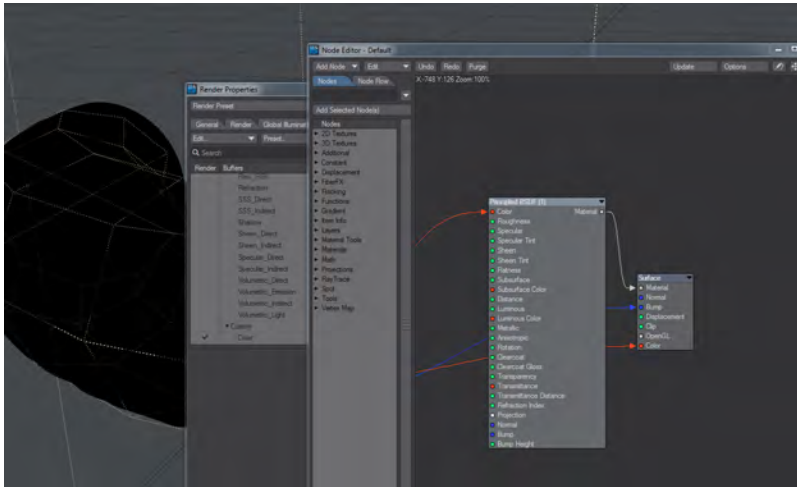 Node Editor - Default
Add Node
Edit
Undo
Redo
Purge
Update
Options
Nodes
Node Flow
X:-748 Y:126 Zoom:100%
Add Selected Node(s)
Nodes
2D Textures
3D Textures
Additional
Constant
Displacement
FiberFX
Flocking
Functions
Gradient
Item Info
Layers
Material Tools
Materials
Math
Projections
RayTrace
Spot
Tools
Vertex Map
Render Properties
Render Preset
General
Render
Global Illuminat
Edit...
Preset...
Search
Render
Buffers
Refraction
SSS_Direct
SSS_Indirect
Shadow
Sheen_Direct
Sheen_Indirect
Specular_Direct
Specular_Indirect
Volumetric_Direct
Volumetric_Emission
Volumetric_Indirect
Volumetric_Light
Custom
Color
Principled BSDF (1)
Color
Material
Roughness
Specular
Specular Tint
Sheen
Sheen Tint
Flatness
Subsurface
Subsurface Color
Distance
Luminous
Luminous Color
Metallic
Anisotropic
Rotation
Clearcoat
Clearcoat Gloss
Transparency
Transmittance
Transmittance Distance
Refraction Index
Projection
Normal
Bump
Bump Height
Surface
Material
Normal
Bump
Displacement
Clip
OpenGL
Color